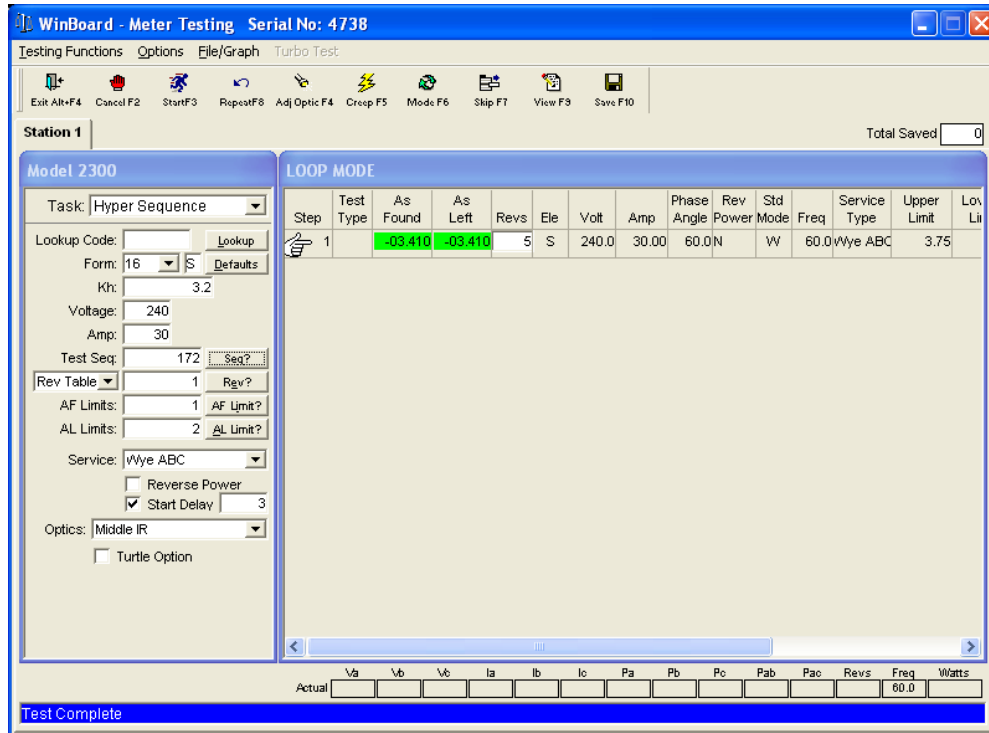 WinBoard - Meter Testing Serial No: 4738
Testing Functions Options File/Graph Turbo Test
Exit Alt+F4 Cancel F2 StartF3 RepeatF8 Adj Optic F4 Creep F5 Mode F6 Skip F7 View F9 Save F10
Station 1 Total Saved 0
Model 2300
Task: Hyper Sequence
Lookup Code: Lookup
Form: 16 S Defaults
Kh: 3.2
Voltage: 240
Amp: 30
Test Seq: 172 Seq?
Rev Table 1 Rev?
AF Limits: 1 AF Limit?
AL Limits: 2 AL Limit?
Service: Wye ABC
Reverse Power
Start Delay 3
Optics: Middle IR
Turtle Option
LOOP MODE
Step Test Type As Found As Left Revs Ele Volt Amp Phase Angle Rev Power Std Mode Freq Service Type Upper Limit Lov Li
1 -03.410 -03.410 5 S 240.0 30.00 60.0 N W 60.0 Wye ABC 3.75
Va Vb Vc Ia Ib Ic Pa Pb Pc Pab Pac Revs Freq Watts
Actual 60.0
Test Complete